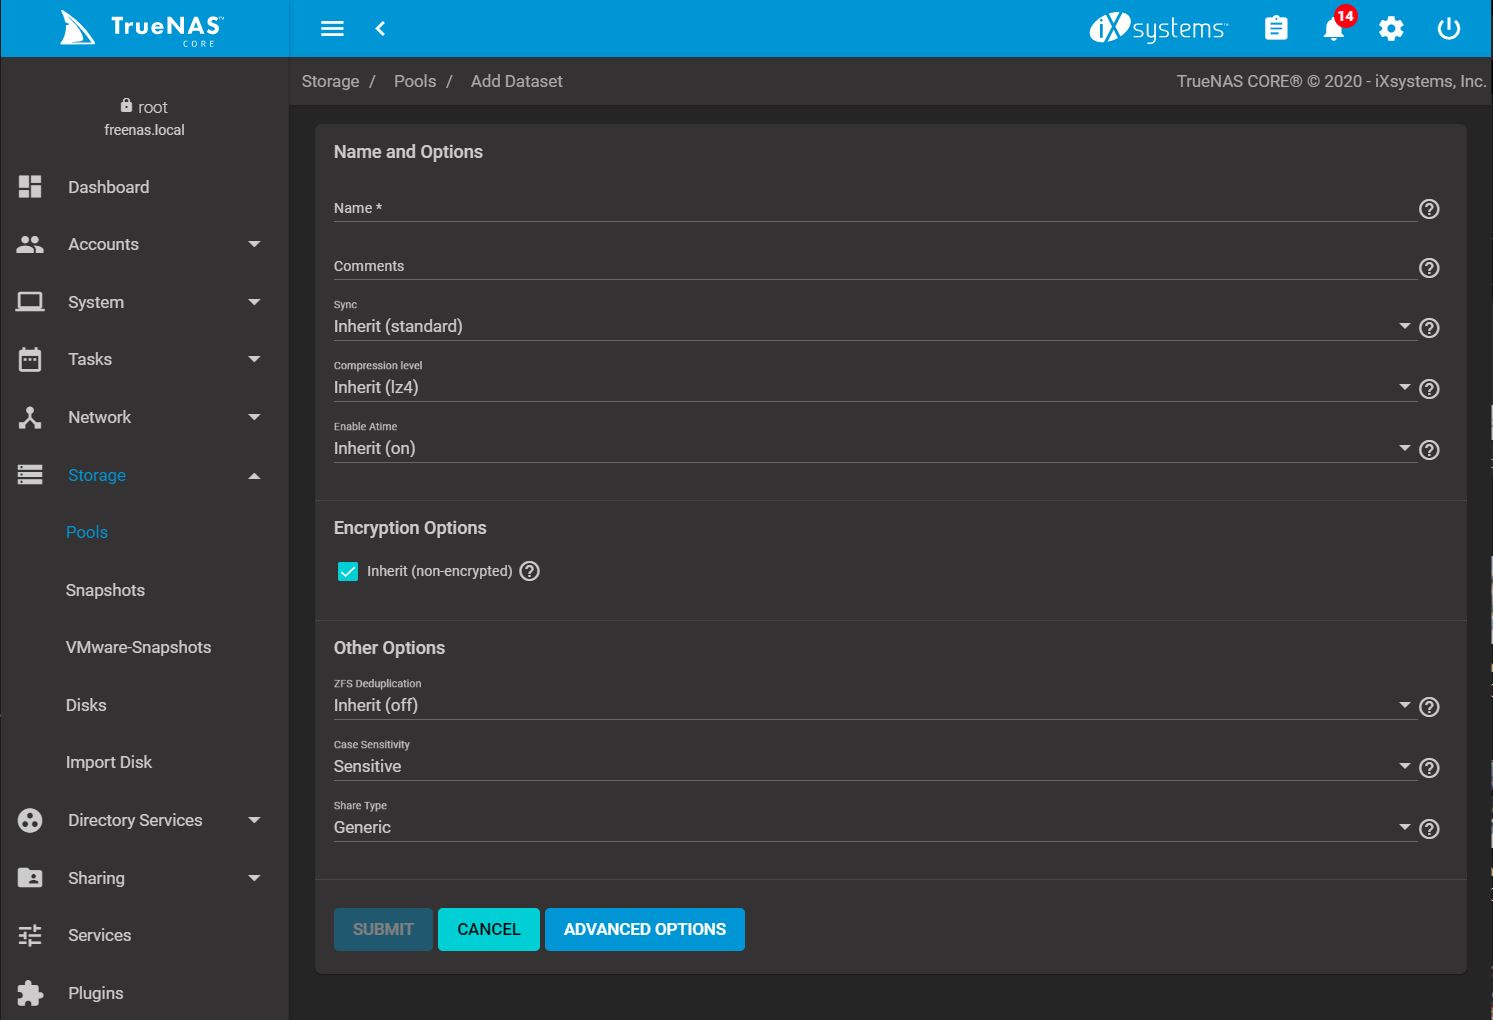 TrueNAS™
CORE
iXsystems™
14
Storage / Pools / Add Dataset
TrueNAS CORE® © 2020 - iXsystems, Inc.
root
freenas.local
Dashboard
Accounts
System
Tasks
Network
Storage
Pools
Snapshots
VMware-Snapshots
Disks
Import Disk
Directory Services
Sharing
Services
Plugins
Name and Options
Name *
Comments
Sync
Inherit (standard)
Compression level
Inherit (lz4)
Enable Atime
Inherit (on)
Encryption Options
Inherit (non-encrypted)
Other Options
ZFS Deduplication
Inherit (off)
Case Sensitivity
Sensitive
Share Type
Generic
SUBMIT CANCEL ADVANCED OPTIONS